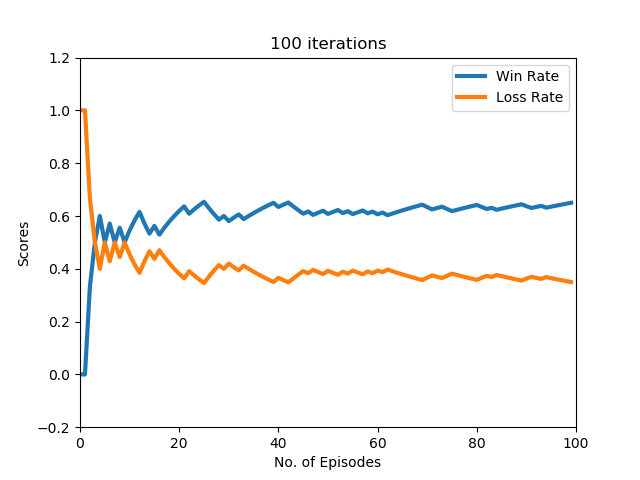 100 iterations
Win Rate
Loss Rate
Scores
1.2
1.0
0.8
0.6
0.4
0.2
0.0
−0.2
0 20 40 60 80 100
No. of Episodes